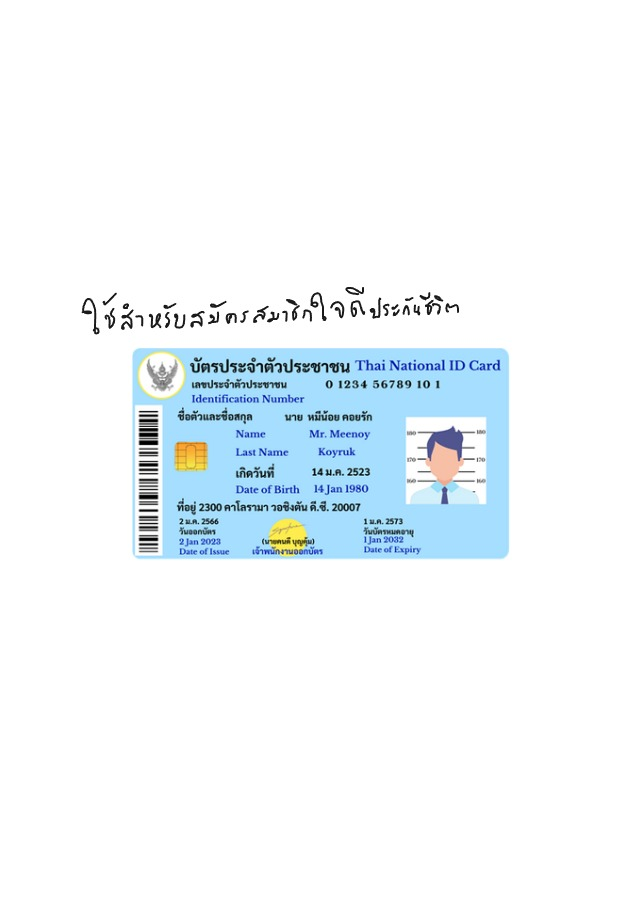 ใช้สำหรับสมัครสมาชิกใจดีประกันชีวิต
บัตรประจำตัวประชาชน Thai National ID Card
เลขประจำตัวประชาชน 0 1234 56789 10 1
Identification Number
ชื่อตัวและชื่อสกุล นาย หมีน้อย คอยรัก
Name Mr. Meenoy
Last Name Koyruk
เกิดวันที่ 14 ม.ค. 2523
Date of Birth 14 Jan 1980
180 180
170 170
160 160
ที่อยู่ 2300 คาโลรามา วอชิงตัน ดี.ซี. 20007
2 ม.ค. 2566 1 ม.ค. 2573
วันออกบัตร วันบัตรหมดอายุ
2 Jan 2023 (นายคนดี บุญคุ้ม) 1 Jan 2032
Date of Issue เจ้าพนักงานออกบัตร Date of Expiry